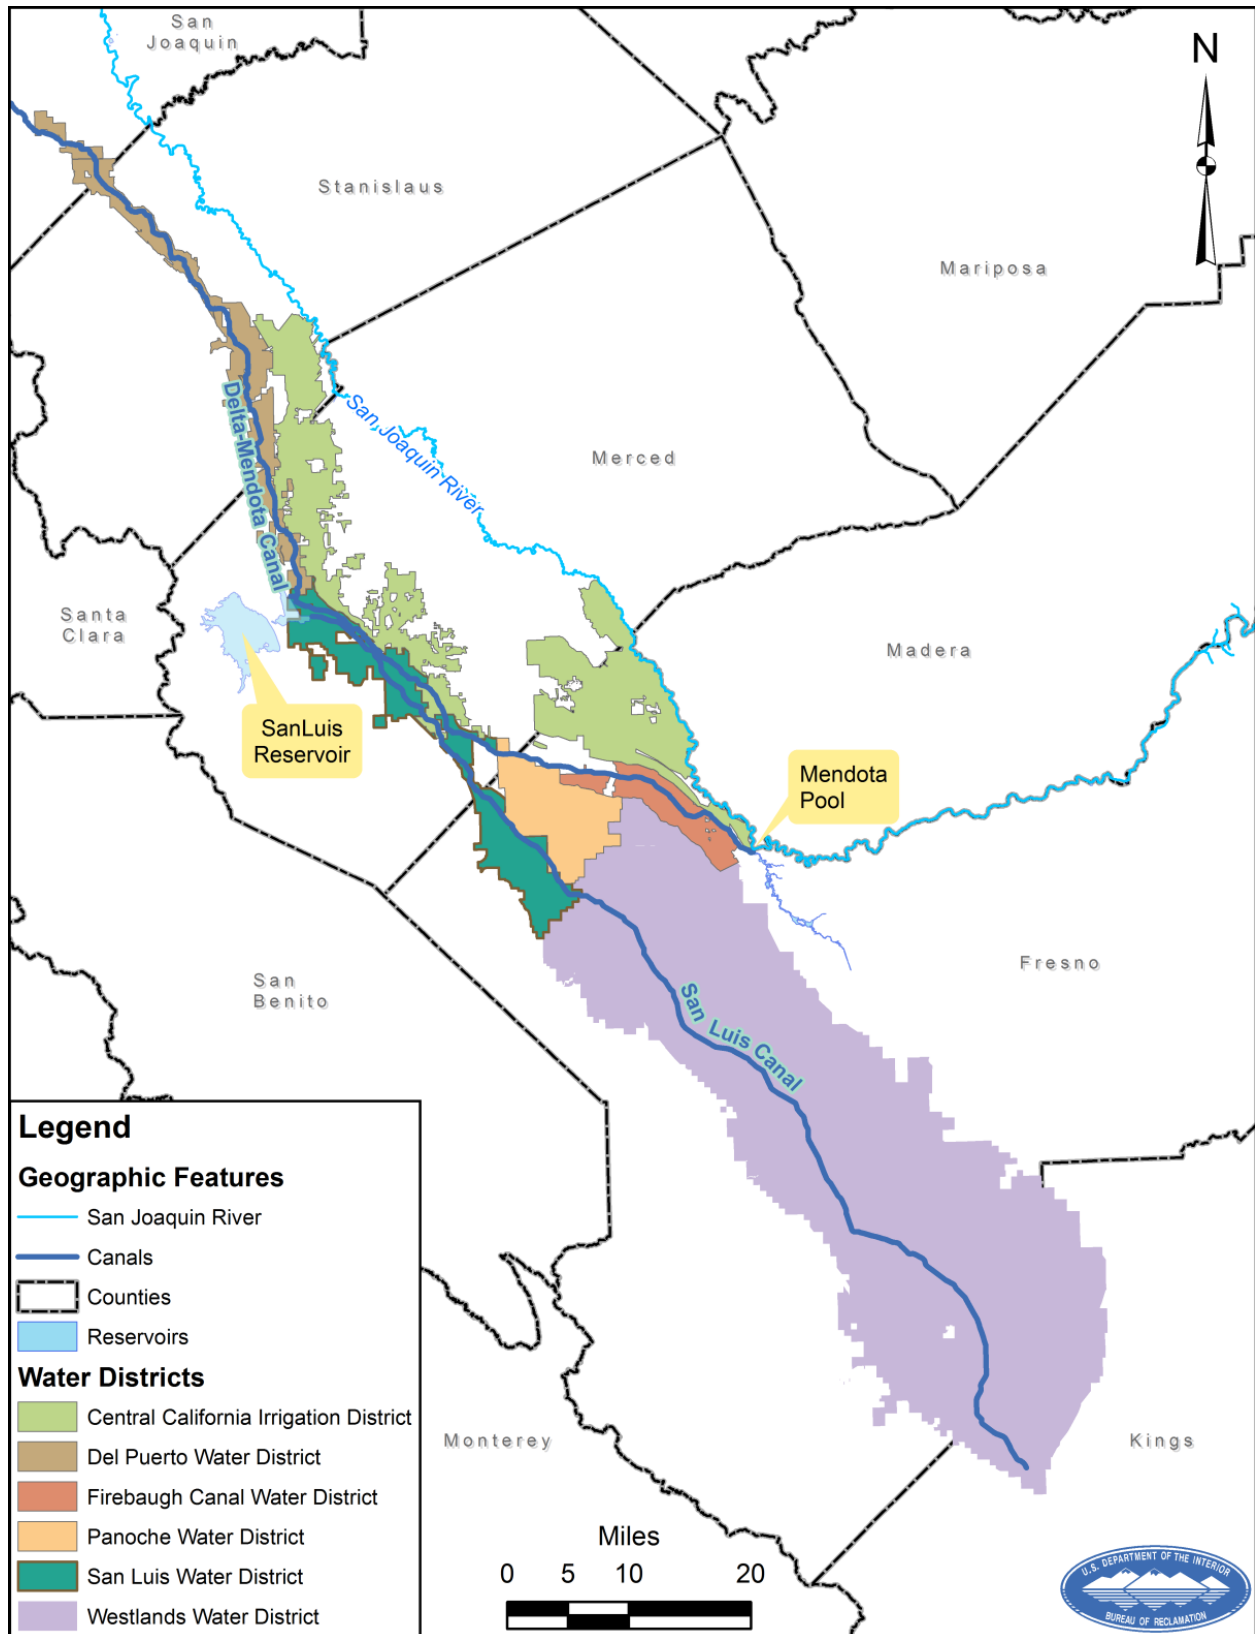 San
Joaquin
N
Stanislaus
Mariposa
Delta-Mendota Canal
San Joaquin River
Merced
Santa
Clara
Madera
SanLuis
Reservoir
Mendota
Pool
San
Benito
Fresno
San Luis Canal
Legend
Geographic Features
San Joaquin River
Canals
Counties
Reservoirs
Water Districts
Central California Irrigation District
Del Puerto Water District
Firebaugh Canal Water District
Panoche Water District
San Luis Water District
Westlands Water District
Monterey
Kings
Miles
0 5 10 20
U.S. DEPARTMENT OF THE INTERIOR
BUREAU OF RECLAMATION